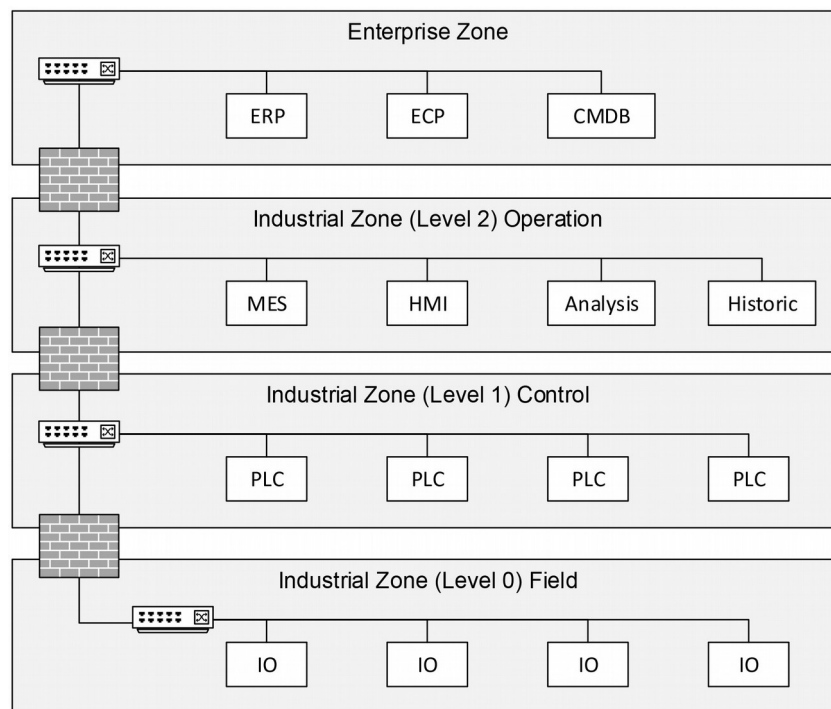 Enterprise Zone
ERP ECP CMDB
Industrial Zone (Level 2) Operation
MES HMI Analysis Historic
Industrial Zone (Level 1) Control
PLC PLC PLC PLC
Industrial Zone (Level 0) Field
IO IO IO IO